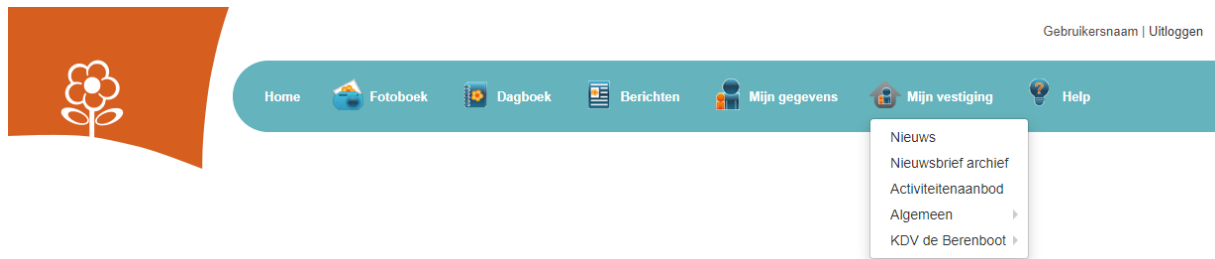 Gebruikersnaam | Uitloggen
Home Fotoboek Dagboek Berichten Mijn gegevens Mijn vestiging Help
Nieuws
Nieuwsbrief archief
Activiteitenaanbod
Algemeen
KDV de Berenboot